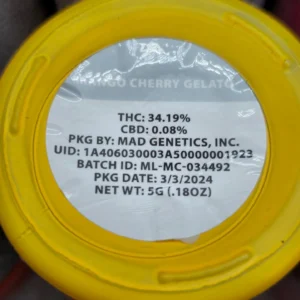 MANGO CHERRY GELATO
THC: 34.19%
CBD: 0.08%
PKG BY: MAD GENETICS, INC.
UID: 1A406030003A50000001923
BATCH ID: ML-MC-034492
PKG DATE: 3/3/2024
NET WT: 5G (.18OZ)